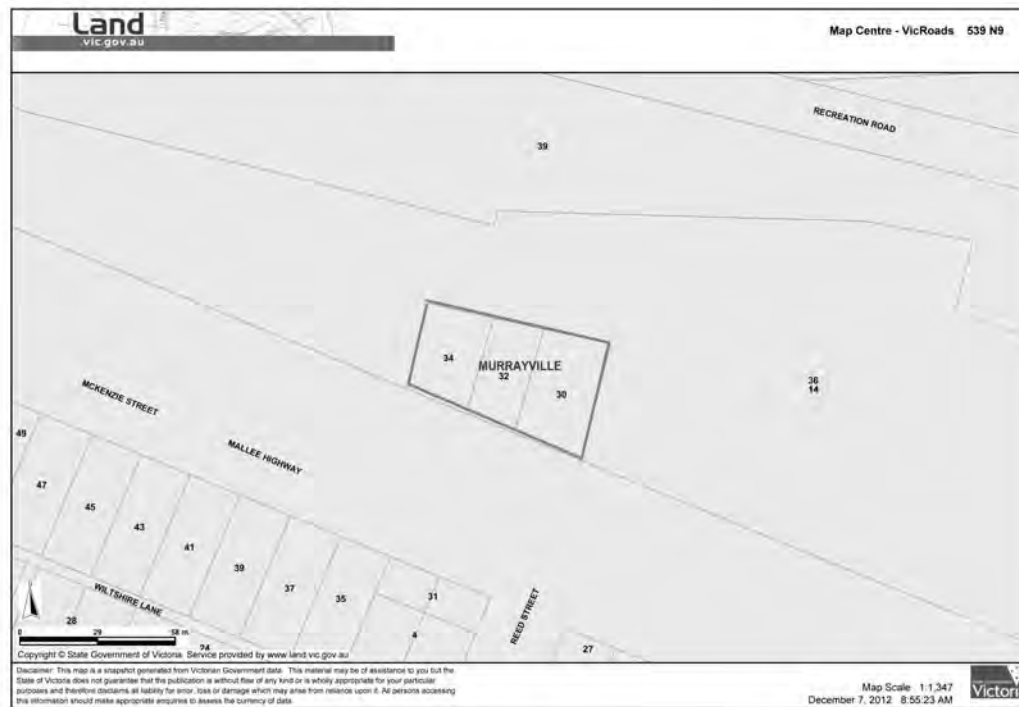 Land
.vic.gov.au
Map Centre - VicRoads 539 N9
RECREATION ROAD
39
34
MURRAYVILLE
32
30
36
14
MCKENZIE STREET
MALLEE HIGHWAY
49
47
45
43
41
39
37
35
31
4
REED STREET
27
WILTSHIRE LANE
28
24
0 29 58 m
Copyright © State Government of Victoria. Service provided by www.land.vic.gov.au
Disclaimer: This map is a snapshot generated from Victorian Government data. This material may be of assistance to you but the
State of Victoria does not guarantee that the publication is without flaw of any kind or is wholly appropriate for your particular
purposes and therefore disclaims all liability for error, loss or damage which may arise from reliance upon it. All persons accessing
this information should make appropriate enquiries to assess the currency of data.
Map Scale 1:1,347
December 7, 2012 8:55:23 AM
Victoria